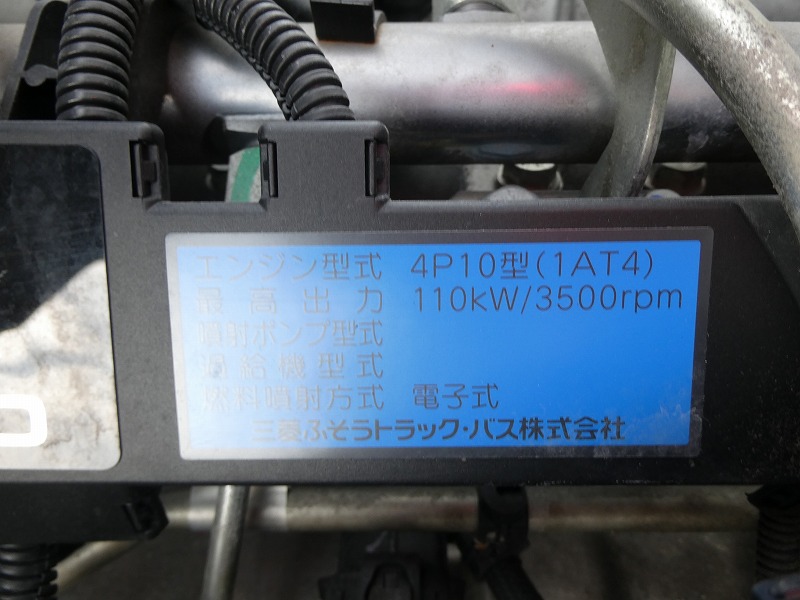 エンジン型式 4P10型(1AT4)
最高出力 110kW/3500rpm
噴射ポンプ型式
過給機型式
燃料噴射方式 電子式
三菱ふそうトラック・バス株式会社